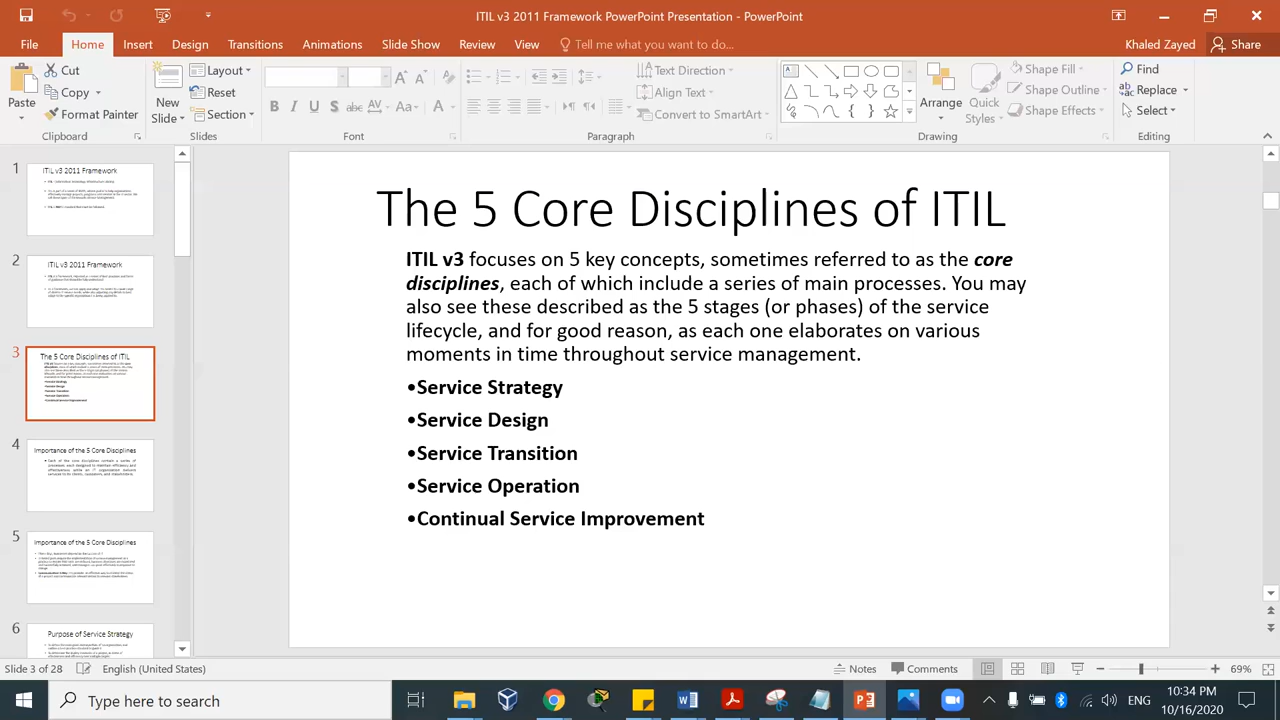 ITIL v3 2011 Framework PowerPoint Presentation - PowerPoint
File Home Insert Design Transitions Animations Slide Show Review View Tell me what you want to do... Khaled Zayed Share
Paste
Cut
Copy
Format Painter
Clipboard
New
Slide
Layout
Reset
Section
Slides
Font
Text Direction
Align Text
Convert to SmartArt
Paragraph
Arrange
Quick
Styles
Shape Fill
Shape Outline
Shape Effects
Drawing
Find
Replace
Select
Editing
1
ITIL v3 2011 Framework
2
ITIL v3 2011 Framework
3
The 5 Core Disciplines of ITIL
4
Importance of the 5 Core Disciplines
5
Importance of the 5 Core Disciplines
6
Purpose of Service Strategy
The 5 Core Disciplines of ITIL
ITIL v3 focuses on 5 key concepts, sometimes referred to as the core
disciplines, each of which include a series of main processes. You may
also see these described as the 5 stages (or phases) of the service
lifecycle, and for good reason, as each one elaborates on various
moments in time throughout service management.
•Service Strategy
•Service Design
•Service Transition
•Service Operation
•Continual Service Improvement
Slide 3 of 28 English (United States) Notes Comments 69%
Type here to search
ENG
10:34 PM
10/16/2020